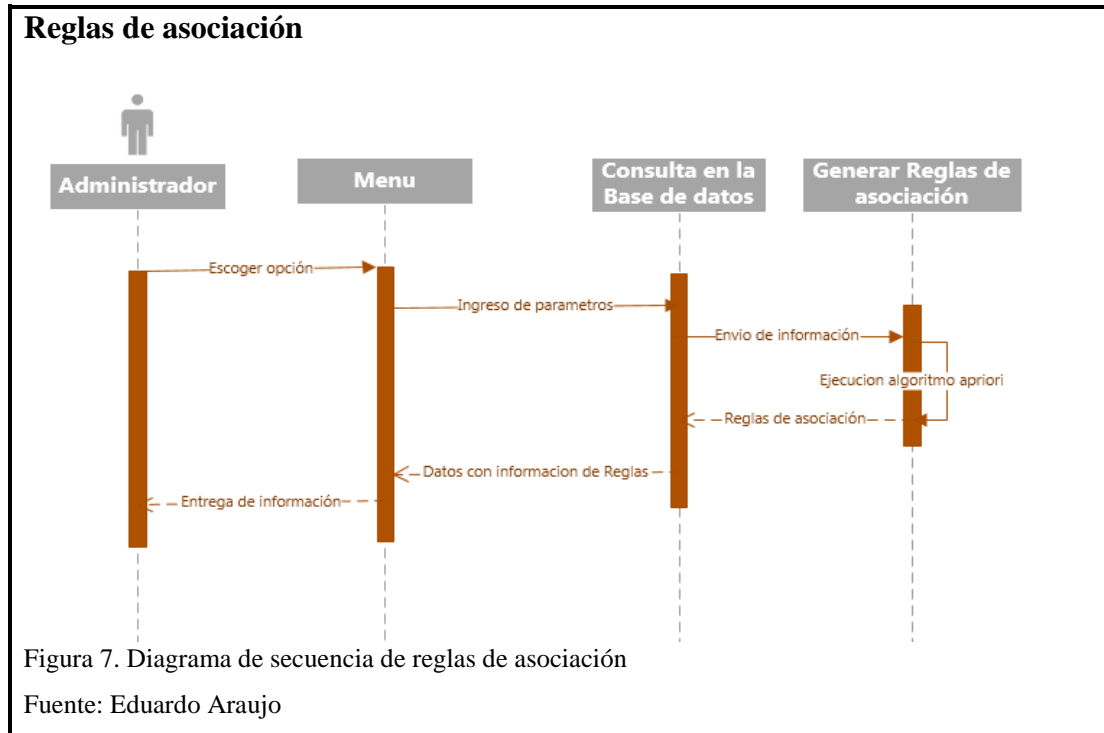 Reglas de asociación
Administrador
Menu
Consulta en la
Base de datos
Generar Reglas de
asociación
Escoger opción
Ingreso de parametros
Envio de información
Ejecucion algoritmo apriori
Reglas de asociación
Datos con informacion de Reglas
Entrega de información
Figura 7. Diagrama de secuencia de reglas de asociación
Fuente: Eduardo Araujo